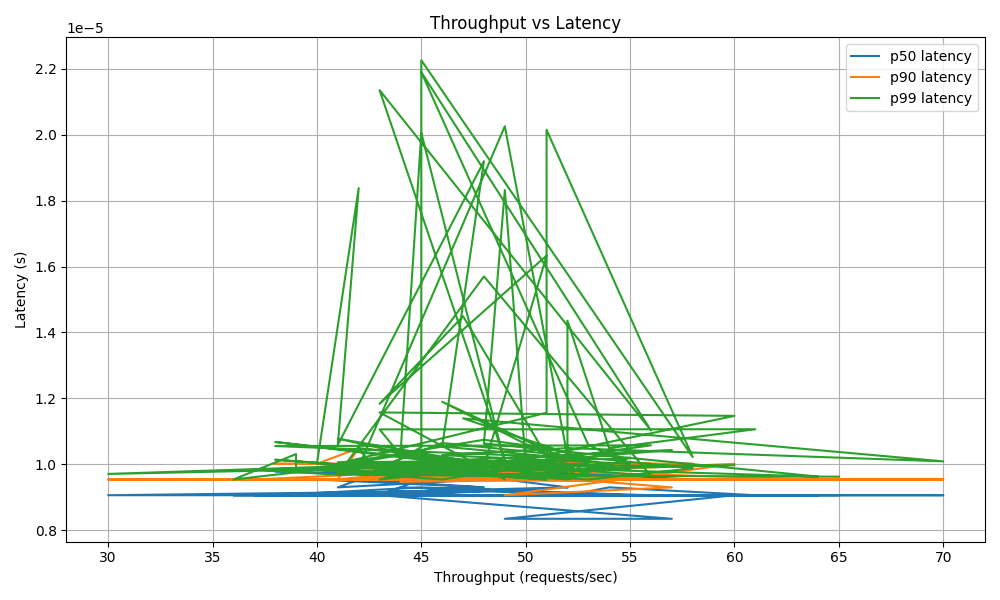 Throughput vs Latency
1e−5
p50 latency
p90 latency
p99 latency
2.2
2.0
1.8
1.6
1.4
1.2
1.0
0.8
Latency (s)
30 35 40 45 50 55 60 65 70
Throughput (requests/sec)